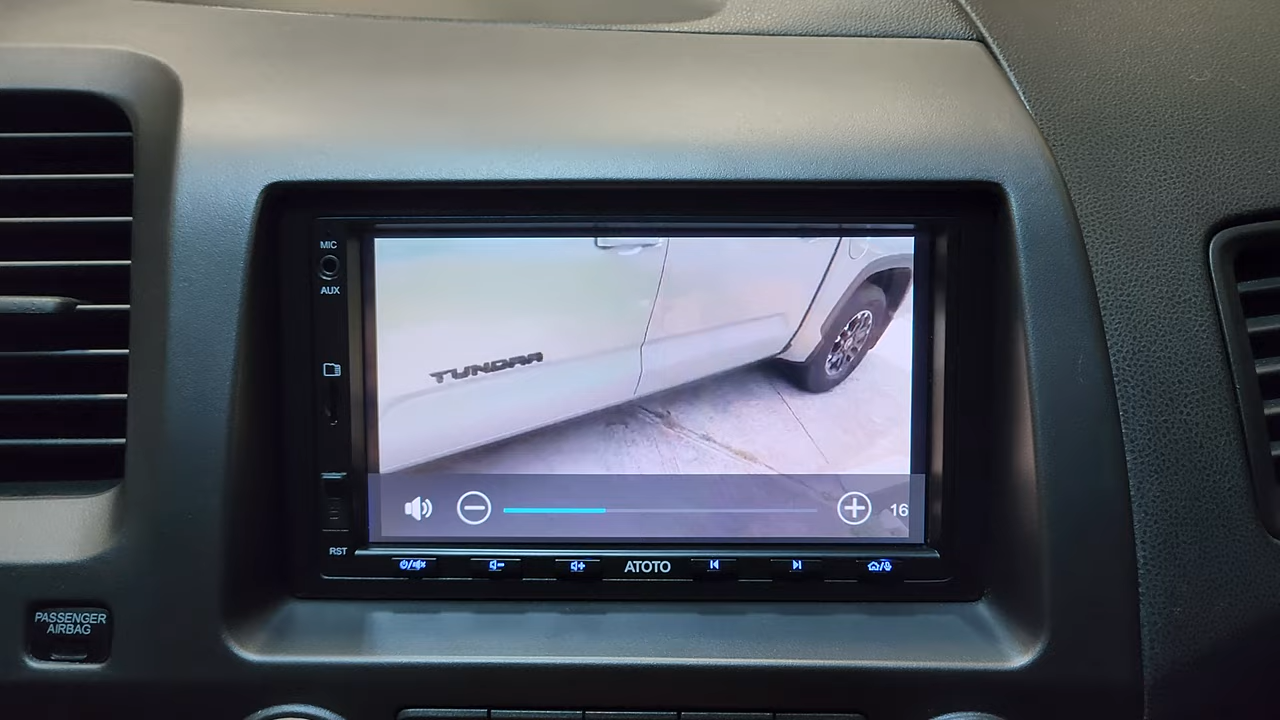 MIC
AUX
TUNDRA
16
RST
ATOTO
PASSENGER
AIRBAG